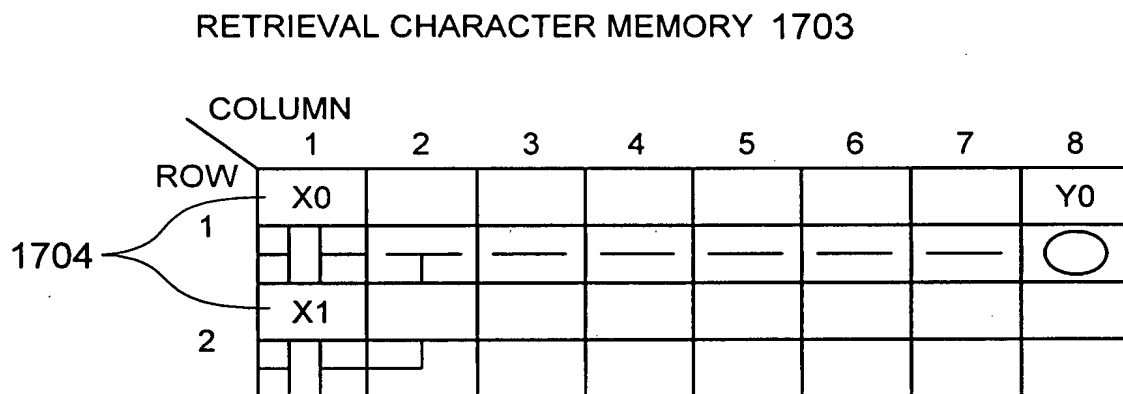 RETRIEVAL CHARACTER MEMORY 1703
COLUMN
1 2 3 4 5 6 7 8
ROW
X0 Y0
1
1704
X1
2